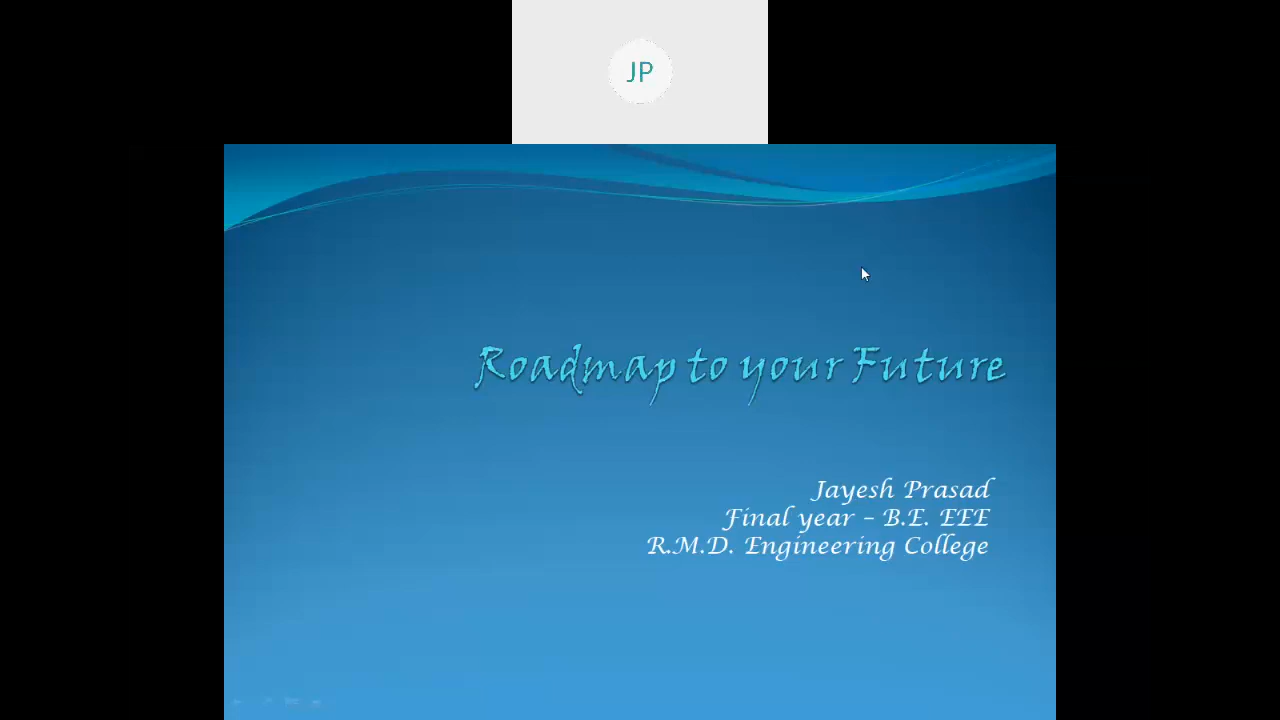 JP
Roadmap to your Future
Jayesh Prasad
Final year – B.E. EEE
R.M.D. Engineering College